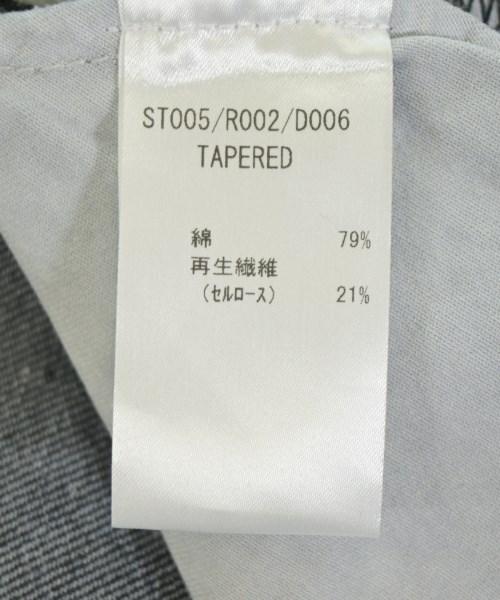 ST005/R002/D006
TAPERED
綿 79%
再生繊維
(セルロース) 21%